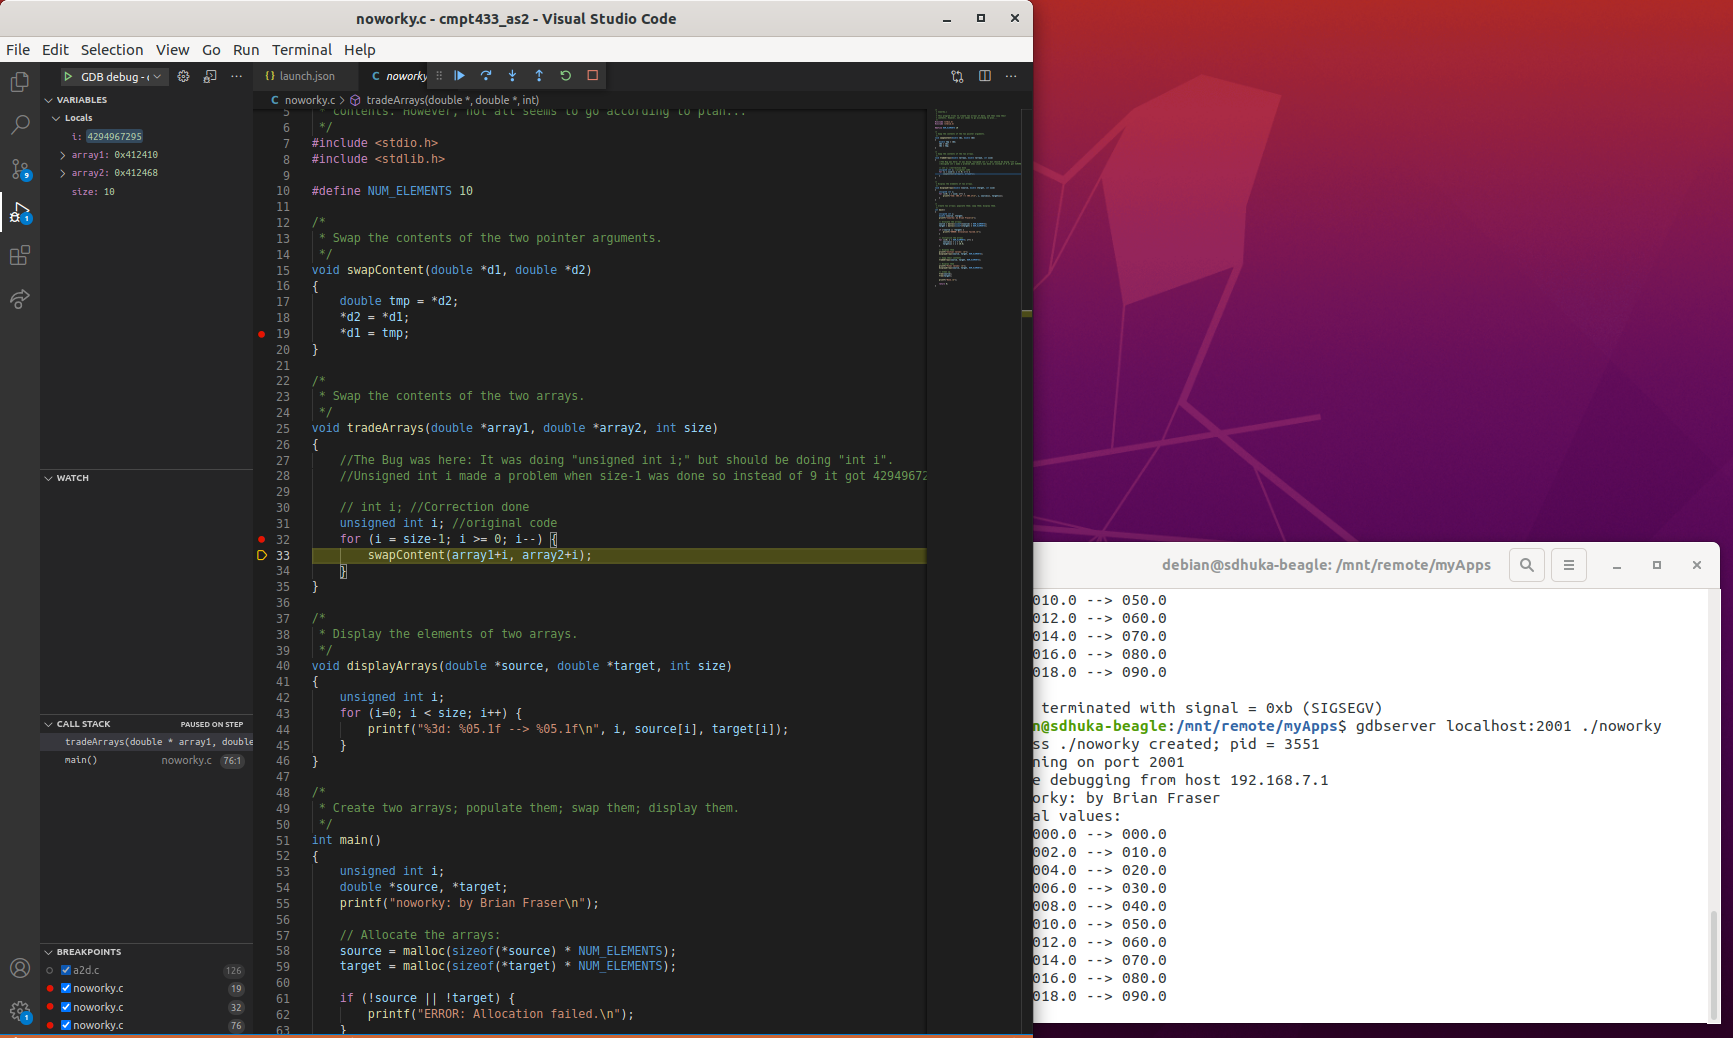 noworky.c - cmpt433_as2 - Visual Studio Code
File Edit Selection View Go Run Terminal Help
GDB debug - (
VARIABLES
Locals
i: 4294967295
array1: 0x412410
array2: 0x412468
size: 10
WATCH
CALL STACK PAUSED ON STEP
tradeArrays(double * array1, double
main() noworky.c 76:1
BREAKPOINTS
a2d.c 126
noworky.c 19
noworky.c 32
noworky.c 76
9
1
1
launch.json
C noworky
C noworky.c > tradeArrays(double *, double *, int)
5 * contents. However, not all seems to go according to plan...
6 */
7 #include <stdio.h>
8 #include <stdlib.h>
9
10 #define NUM_ELEMENTS 10
11
12 /*
13 * Swap the contents of the two pointer arguments.
14 */
15 void swapContent(double *d1, double *d2)
16 {
17 double tmp = *d2;
18 *d2 = *d1;
19 *d1 = tmp;
20 }
21
22 /*
23 * Swap the contents of the two arrays.
24 */
25 void tradeArrays(double *array1, double *array2, int size)
26 {
27 //The Bug was here: It was doing "unsigned int i;" but should be doing "int i".
28 //Unsigned int i made a problem when size-1 was done so instead of 9 it got 42949672
29
30 // int i; //Correction done
31 unsigned int i; //original code
32 for (i = size-1; i >= 0; i--) {
33 swapContent(array1+i, array2+i);
34 }
35 }
36
37 /*
38 * Display the elements of two arrays.
39 */
40 void displayArrays(double *source, double *target, int size)
41 {
42 unsigned int i;
43 for (i=0; i < size; i++) {
44 printf("%3d: %05.1f --> %05.1f\n", i, source[i], target[i]);
45 }
46 }
47
48 /*
49 * Create two arrays; populate them; swap them; display them.
50 */
51 int main()
52 {
53 unsigned int i;
54 double *source, *target;
55 printf("noworky: by Brian Fraser\n");
56
57 // Allocate the arrays:
58 source = malloc(sizeof(*source) * NUM_ELEMENTS);
59 target = malloc(sizeof(*target) * NUM_ELEMENTS);
60
61 if (!source || !target) {
62 printf("ERROR: Allocation failed.\n");
63 }
debian@sdhuka-beagle: /mnt/remote/myApps
010.0 --> 050.0
012.0 --> 060.0
014.0 --> 070.0
016.0 --> 080.0
018.0 --> 090.0
terminated with signal = 0xb (SIGSEGV)
n@sdhuka-beagle:/mnt/remote/myApps$ gdbserver localhost:2001 ./noworky
ss ./noworky created; pid = 3551
ning on port 2001
e debugging from host 192.168.7.1
orky: by Brian Fraser
al values:
000.0 --> 000.0
002.0 --> 010.0
004.0 --> 020.0
006.0 --> 030.0
008.0 --> 040.0
010.0 --> 050.0
012.0 --> 060.0
014.0 --> 070.0
016.0 --> 080.0
018.0 --> 090.0